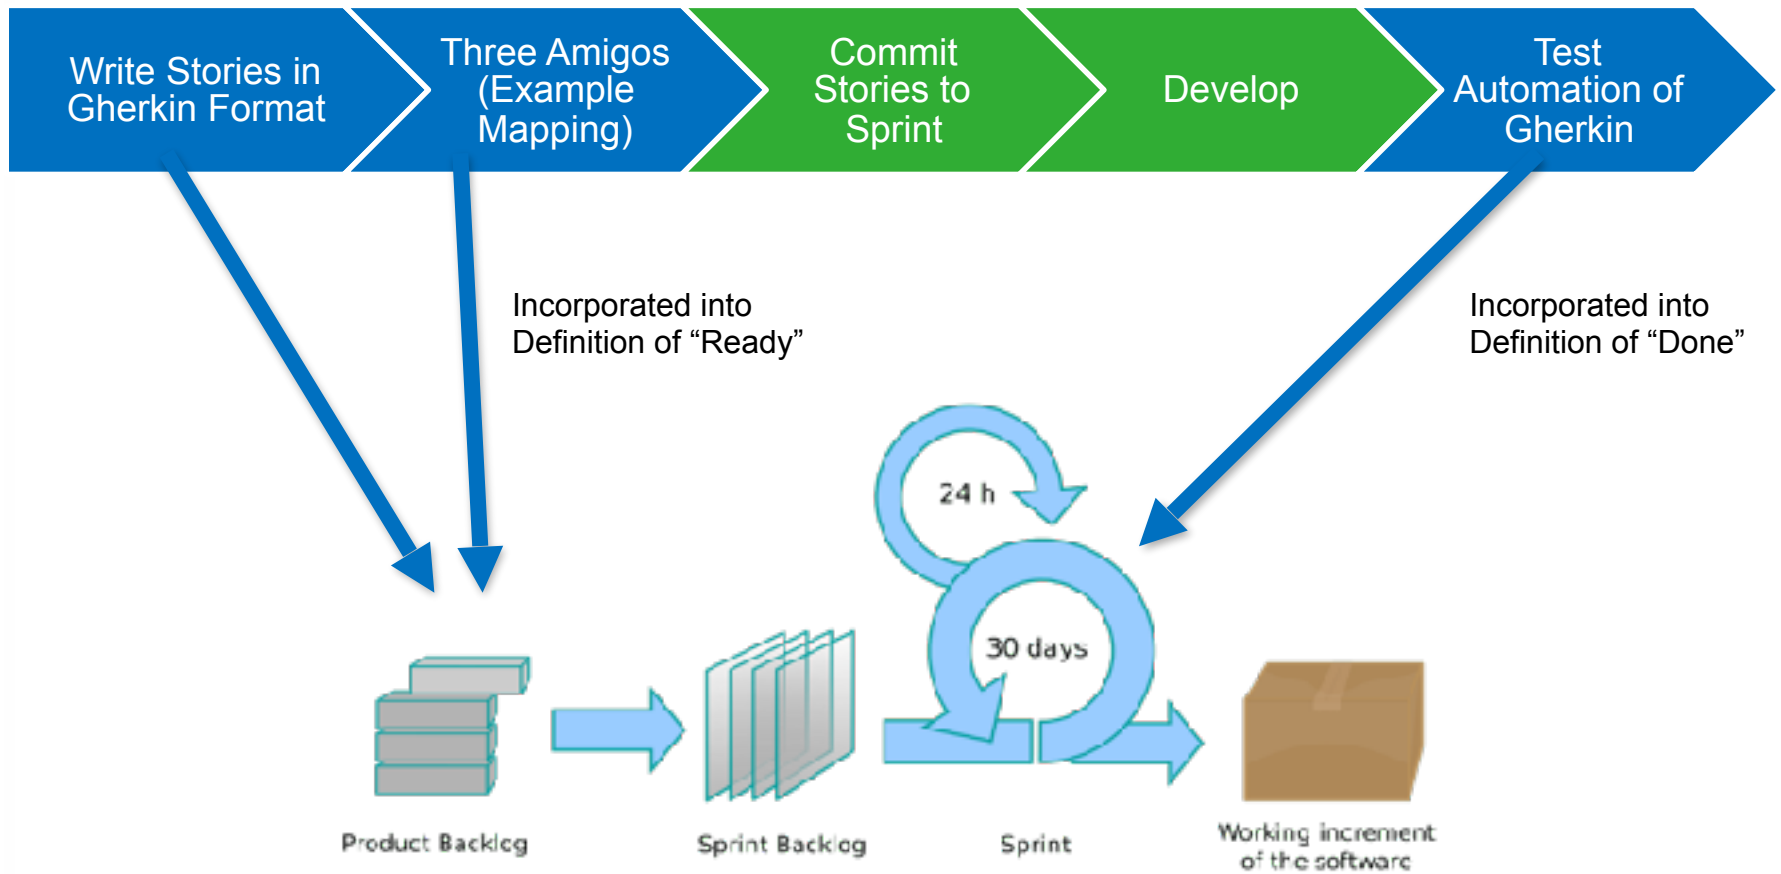 Write Stories in
Gherkin Format
Three Amigos
(Example
Mapping)
Commit
Stories to
Sprint
Develop
Test
Automation of
Gherkin
Incorporated into
Definition of “Ready”
Incorporated into
Definition of “Done”
24 h
30 days
Product Backlog
Sprint Backlog
Sprint
Working increment
of the software